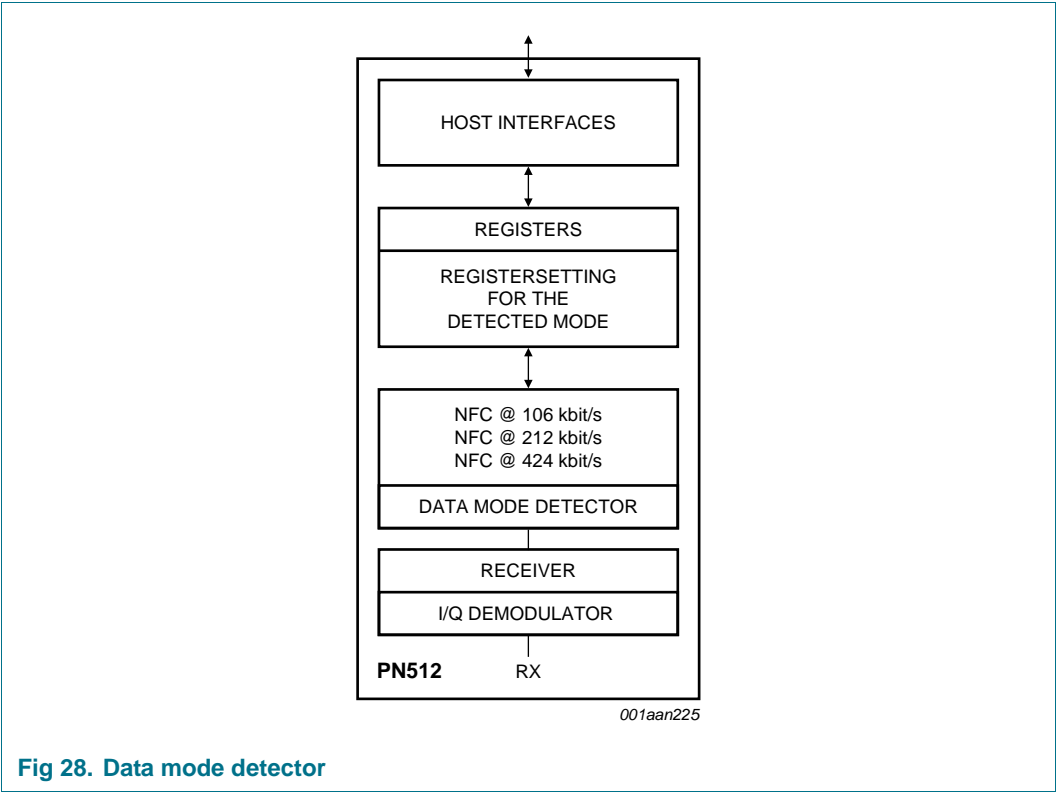 HOST INTERFACES
REGISTERS
REGISTERSETTING
FOR THE
DETECTED MODE
NFC @ 106 kbit/s
NFC @ 212 kbit/s
NFC @ 424 kbit/s
DATA MODE DETECTOR
RECEIVER
I/Q DEMODULATOR
PN512 RX
001aan225
Fig 28. Data mode detector